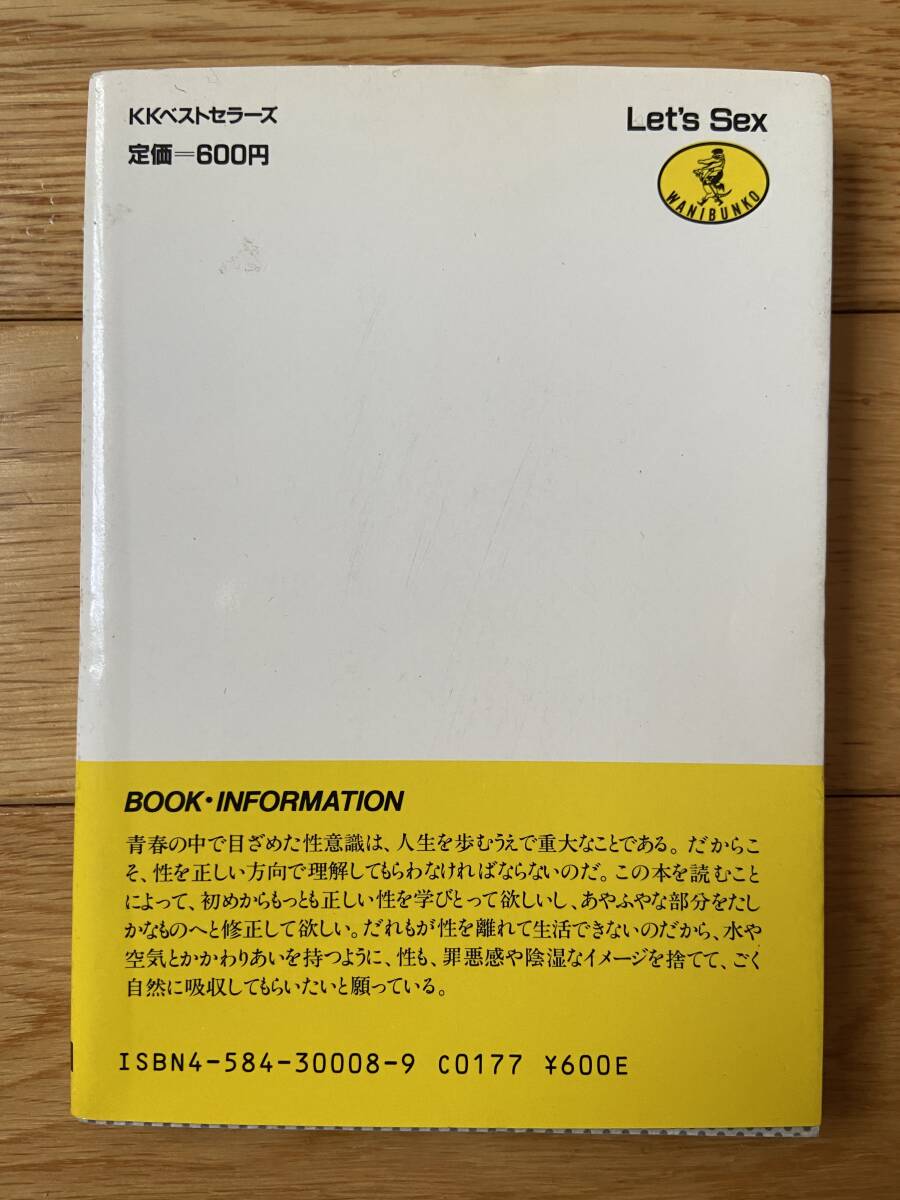 KKベストセラーズ
定価=600円
Let's Sex
WANIBUNKO
BOOK・INFORMATION
青春の中で目ざめた性意識は、人生を歩むうえで重大なことである。だからこ
そ、性を正しい方向で理解してもらわなければならないのだ。この本を読むこと
によって、初めからもっとも正しい性を学びとって欲しいし、あやふやな部分をたし
かなものへと修正して欲しい。だれもが性を離れて生活できないのだから、水や
空気とかかわりあいを持つように、性も、罪悪感や陰湿なイメージを捨てて、ごく
自然に吸収してもらいたいと願っている。
ISBN4-584-30008-9 C0177 ¥600E